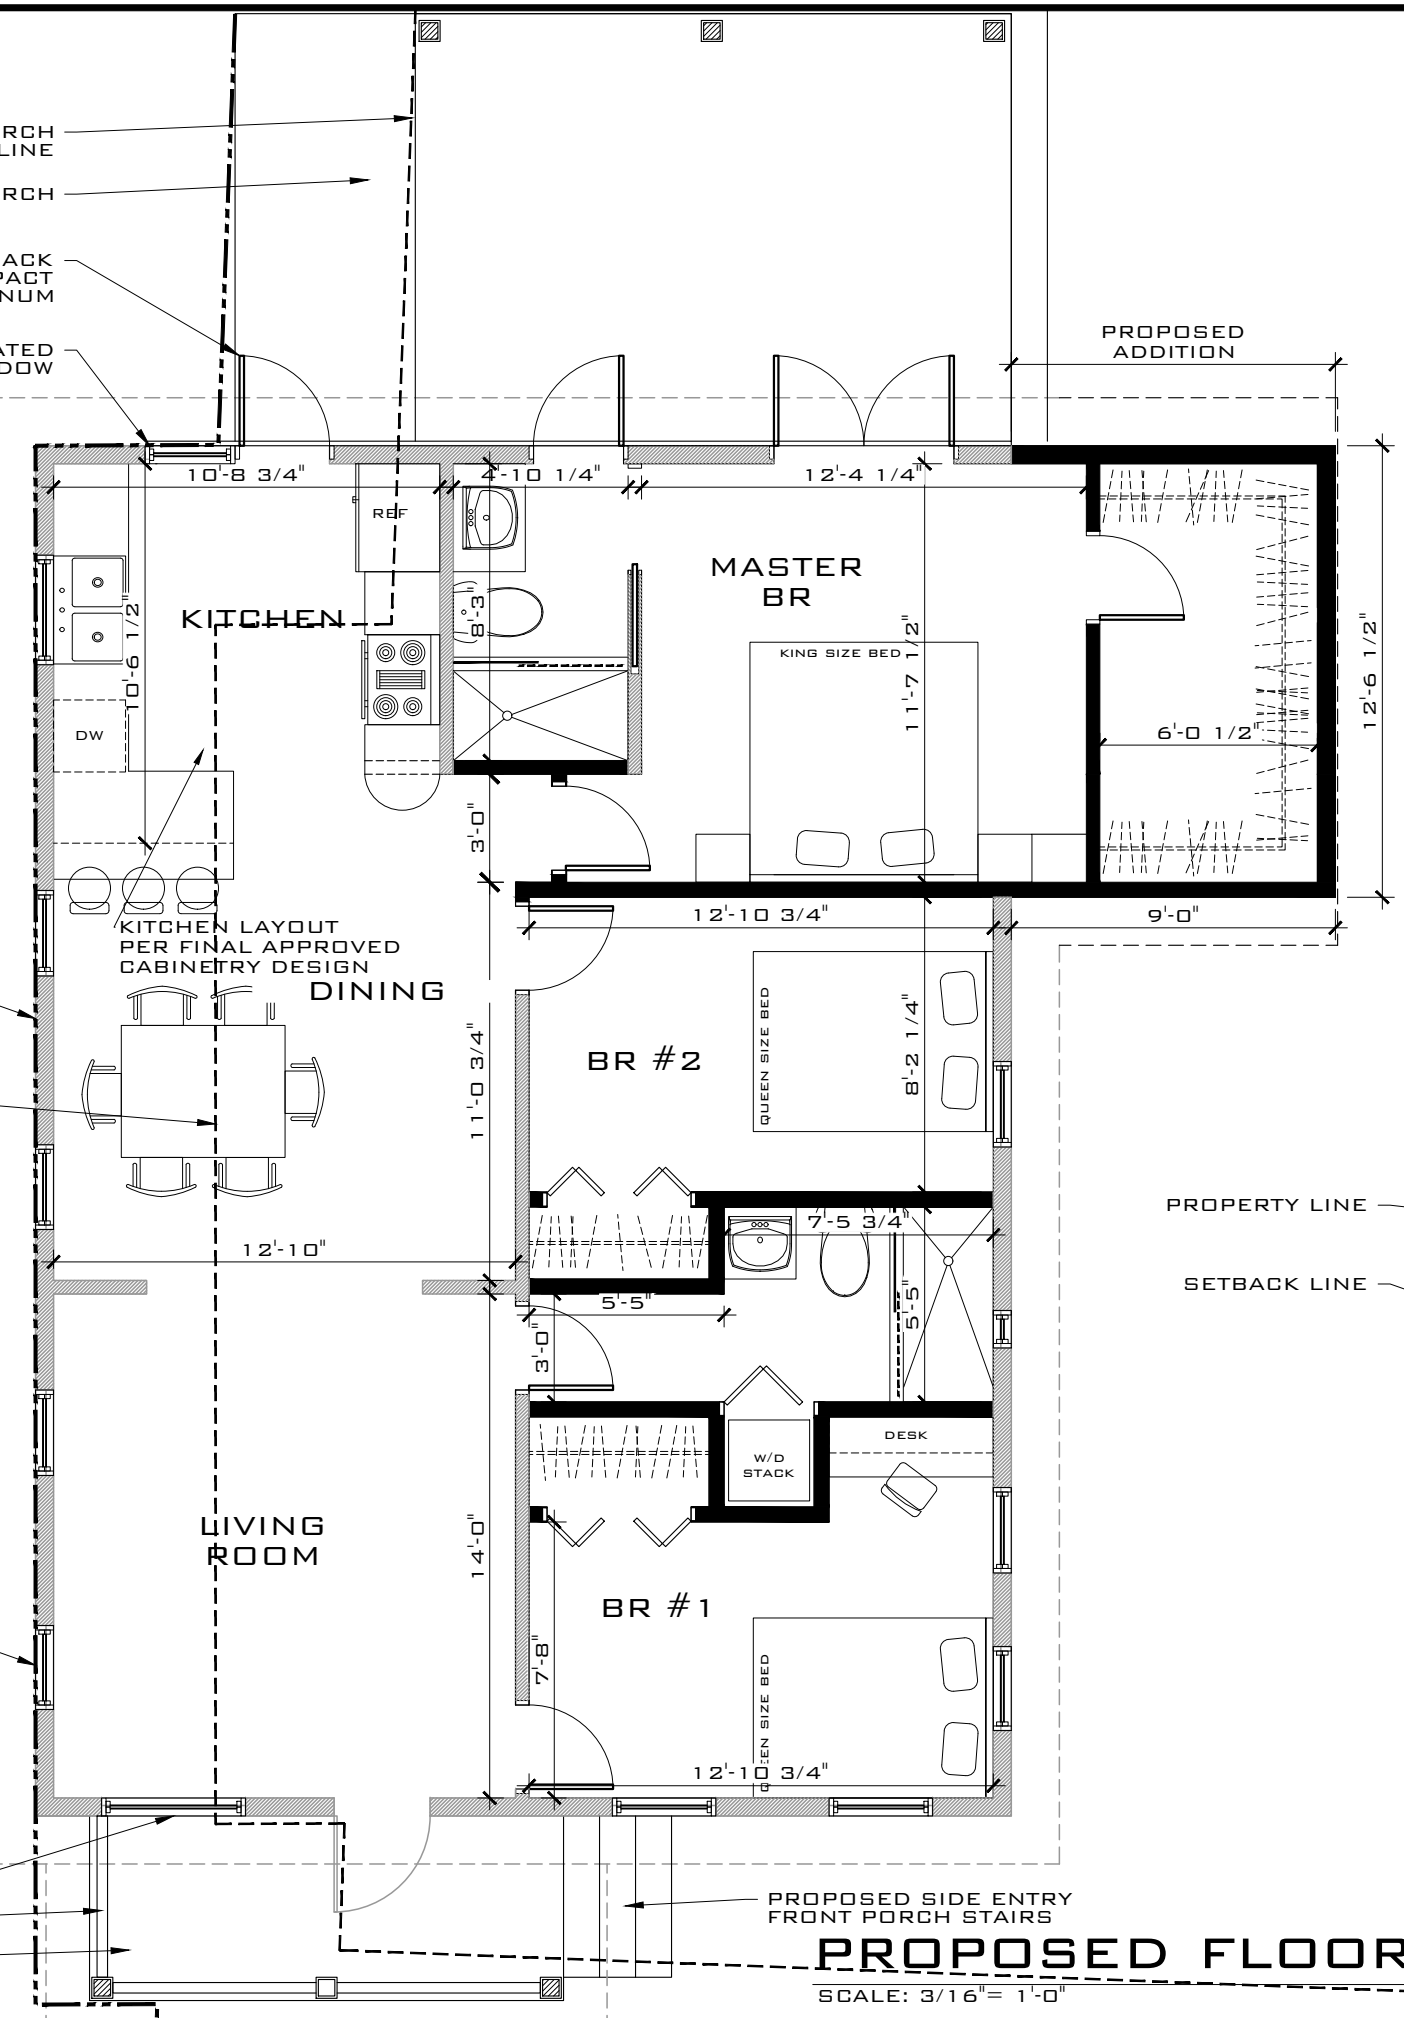 RCH
LINE
RCH
ACK
PACT
NUM
ATED
DOW
PROPOSED
ADDITION
10'-8 3/4"
4'-10 1/4"
12'-4 1/4"
REF
MASTER
BR
KITCHEN
8'-3"
10'-6 1/2"
KING SIZE BED
11'-7 1/2"
12'-6 1/2"
6'-0 1/2"
DW
3'-0"
KITCHEN LAYOUT
PER FINAL APPROVED
CABINETRY DESIGN
12'-10 3/4"
9'-0"
DINING
QUEEN SIZE BED
8'-2 1/4"
BR #2
11'-0 3/4"
PROPERTY LINE
7'-5 3/4"
12'-10"
SETBACK LINE
5'-5"
5'-5"
3'-0"
DESK
W/D
STACK
LIVING
ROOM
14'-0"
BR #1
7'-8"
QUEEN SIZE BED
12'-10 3/4"
PROPOSED SIDE ENTRY
FRONT PORCH STAIRS
PROPOSED FLOOR
SCALE: 3/16"= 1'-0"